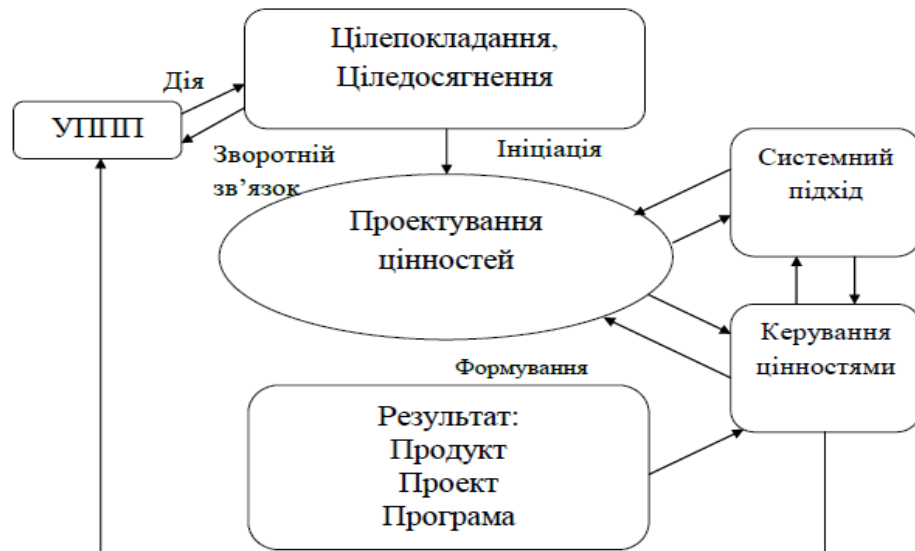 Цілепокладання,
Ціледосягнення
Дія
УППП
Зворотній
зв’язок
Ініціація
Системний
підхід
Проектування
цінностей
Керування
цінностями
Формування
Результат:
Продукт
Проект
Програма